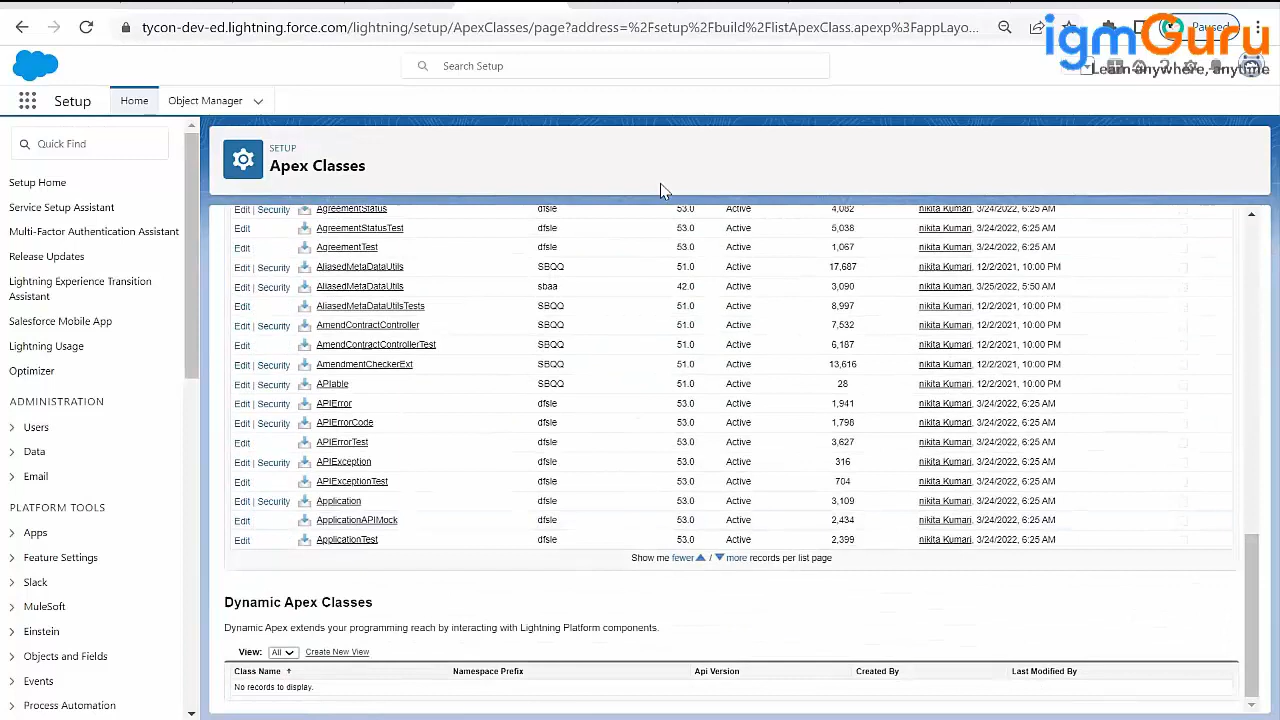 tycon-dev-ed.lightning.force.com/lightning/setup/ApexClasses/page?address=%2Fsetup%2Fbuild%2FlistApexClass.apexp%3FappLayo...
Paused
igmGuru
Learn anywhere, anytime
Search Setup
Setup
Home
Object Manager
Quick Find
Setup Home
Service Setup Assistant
Multi-Factor Authentication Assistant
Release Updates
Lightning Experience Transition
Assistant
Salesforce Mobile App
Lightning Usage
Optimizer
ADMINISTRATION
Users
Data
Email
PLATFORM TOOLS
Apps
Feature Settings
Slack
MuleSoft
Einstein
Objects and Fields
Events
Process Automation
SETUP
Apex Classes
Edit | Security AgreementStatus dfsle 53.0 Active 4,082 nikita Kumari, 3/24/2022, 6:25 AM
Edit AgreementStatusTest dfsle 53.0 Active 5,038 nikita Kumari, 3/24/2022, 6:25 AM
Edit AgreementTest dfsle 53.0 Active 1,067 nikita Kumari, 3/24/2022, 6:25 AM
Edit | Security AliasedMetaDataUtils SBQQ 51.0 Active 17,687 nikita Kumari, 12/2/2021, 10:00 PM
Edit | Security AliasedMetaDataUtils sbaa 42.0 Active 3,090 nikita Kumari, 3/25/2022, 5:50 AM
Edit AliasedMetaDataUtilsTests SBQQ 51.0 Active 8,997 nikita Kumari, 12/2/2021, 10:00 PM
Edit | Security AmendContractController SBQQ 51.0 Active 7,532 nikita Kumari, 12/2/2021, 10:00 PM
Edit AmendContractControllerTest SBQQ 51.0 Active 6,187 nikita Kumari, 12/2/2021, 10:00 PM
Edit | Security AmendmentCheckerExt SBQQ 51.0 Active 13,616 nikita Kumari, 12/2/2021, 10:00 PM
Edit | Security APIable SBQQ 51.0 Active 28 nikita Kumari, 12/2/2021, 10:00 PM
Edit | Security APIError dfsle 53.0 Active 1,941 nikita Kumari, 3/24/2022, 6:25 AM
Edit | Security APIErrorCode dfsle 53.0 Active 1,798 nikita Kumari, 3/24/2022, 6:25 AM
Edit APIErrorTest dfsle 53.0 Active 3,627 nikita Kumari, 3/24/2022, 6:25 AM
Edit | Security APIException dfsle 53.0 Active 316 nikita Kumari, 3/24/2022, 6:25 AM
Edit APIExceptionTest dfsle 53.0 Active 704 nikita Kumari, 3/24/2022, 6:25 AM
Edit | Security Application dfsle 53.0 Active 3,109 nikita Kumari, 3/24/2022, 6:25 AM
Edit ApplicationAPIMock dfsle 53.0 Active 2,434 nikita Kumari, 3/24/2022, 6:25 AM
Edit ApplicationTest dfsle 53.0 Active 2,399 nikita Kumari, 3/24/2022, 6:25 AM
Show me fewer / more records per list page
Dynamic Apex Classes
Dynamic Apex extends your programming reach by interacting with Lightning Platform components.
View: All Create New View
Class Name Namespace Prefix Api Version Created By Last Modified By
No records to display.